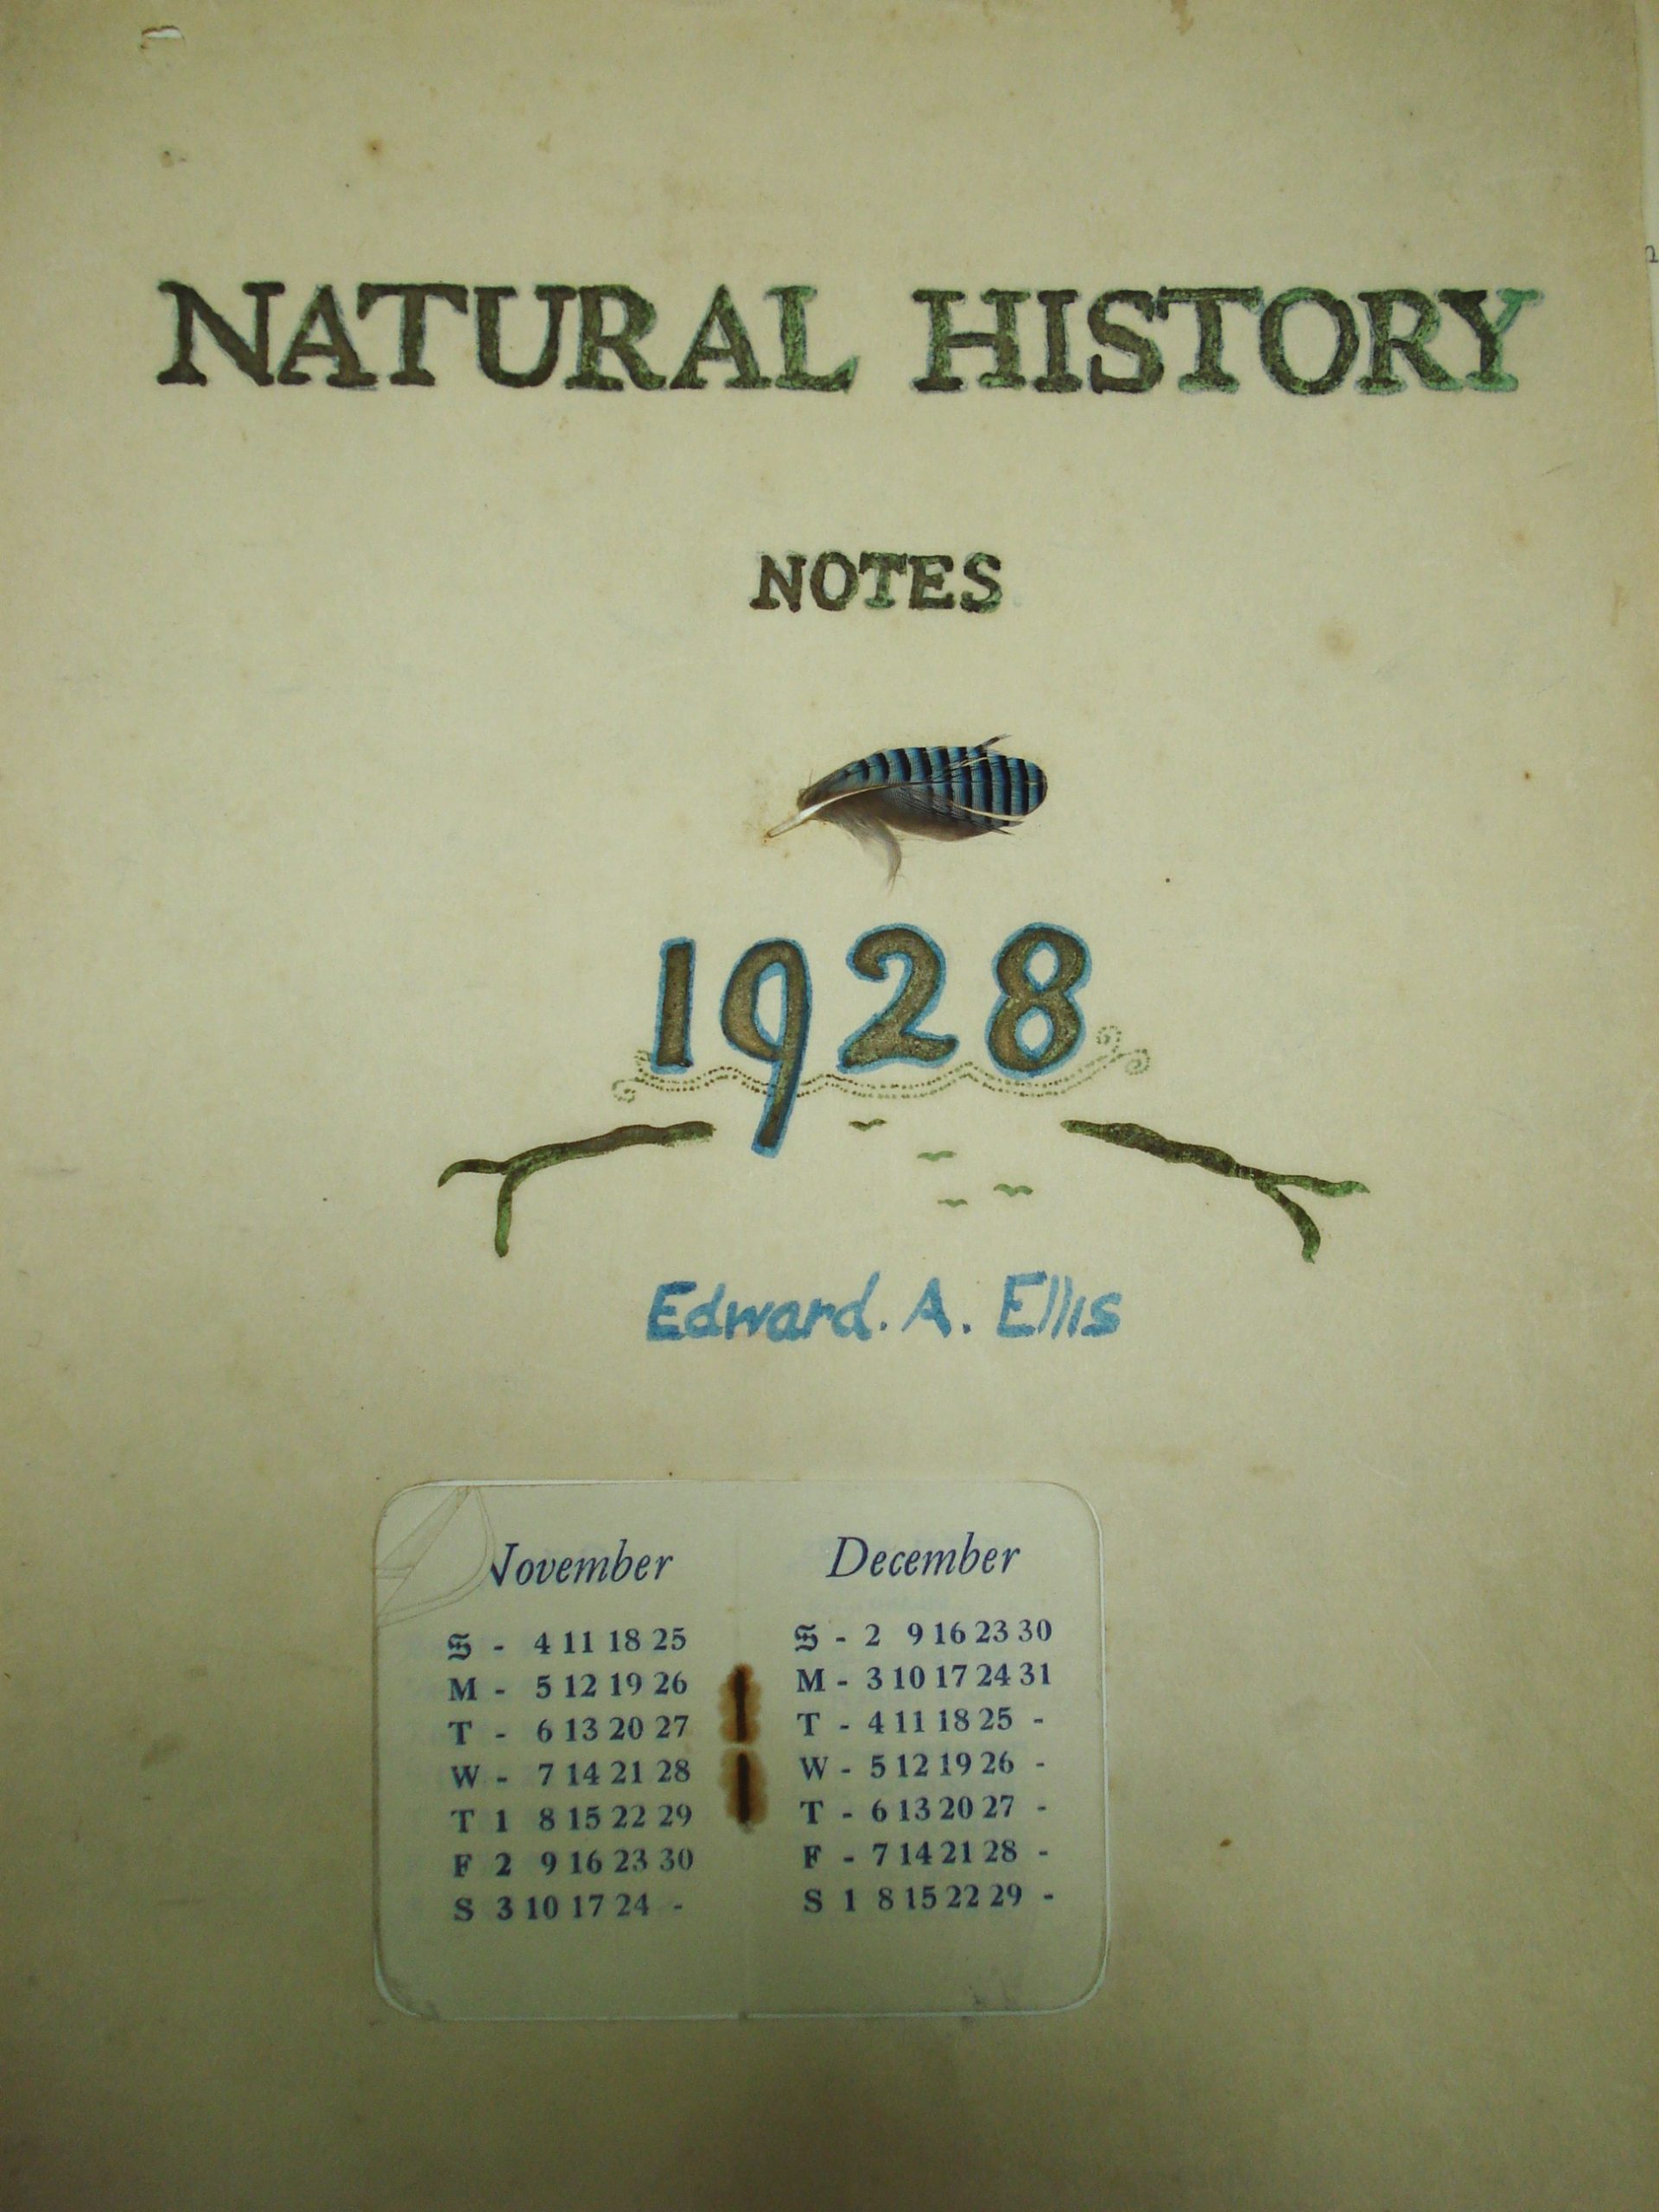 NATURAL HISTORY
NOTES
1928
Edward. A. Ellis
November
S - 4 11 18 25
M - 5 12 19 26
T - 6 13 20 27
W - 7 14 21 28
T 1 8 15 22 29
F 2 9 16 23 30
S 3 10 17 24 -
December
S - 2 9 16 23 30
M - 3 10 17 24 31
T - 4 11 18 25 -
W - 5 12 19 26 -
T - 6 13 20 27 -
F - 7 14 21 28 -
S 1 8 15 22 29 -